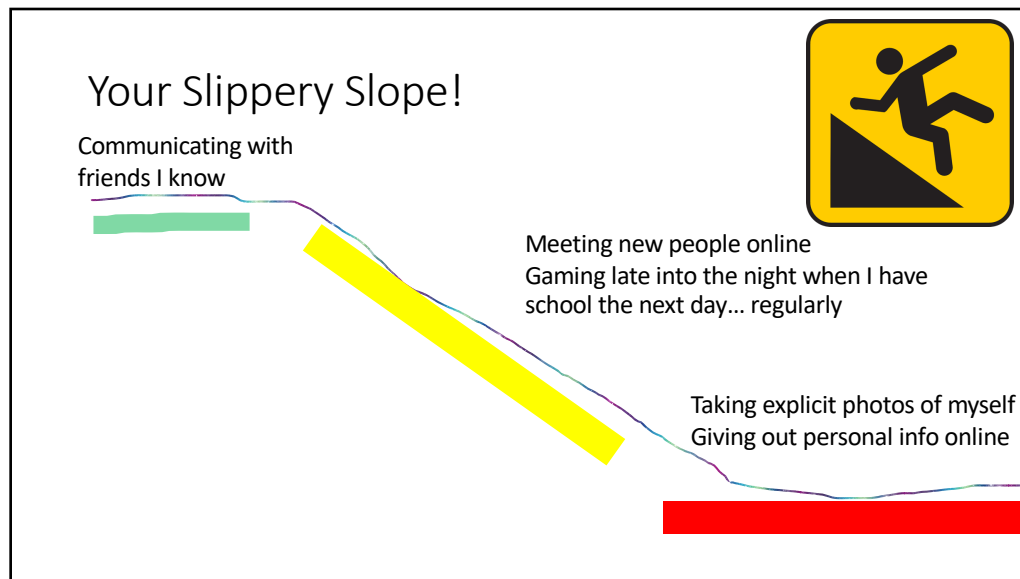 Your Slippery Slope!
Communicating with
friends I know
Meeting new people online
Gaming late into the night when I have
school the next day... regularly
Taking explicit photos of myself
Giving out personal info online